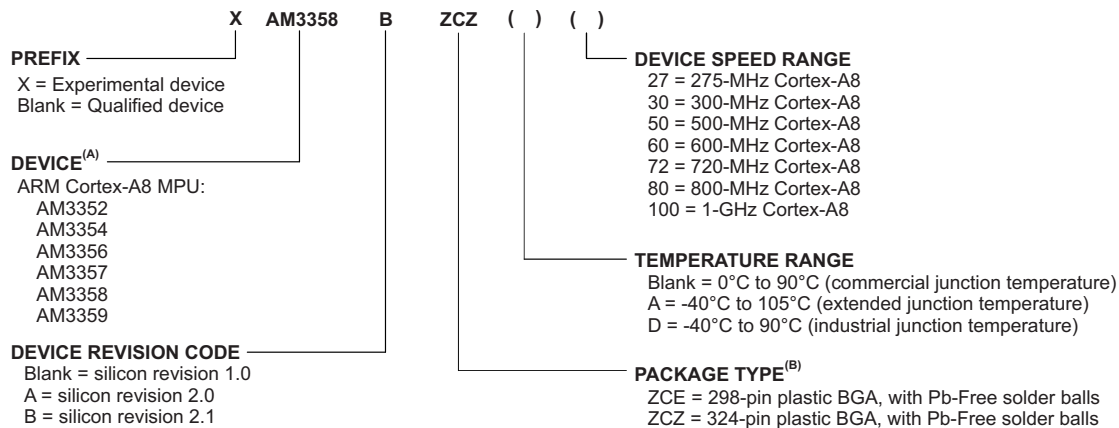 X AM3358 B ZCZ ( ) ( )
PREFIX
X = Experimental device
Blank = Qualified device
DEVICE(A)
ARM Cortex-A8 MPU:
AM3352
AM3354
AM3356
AM3357
AM3358
AM3359
DEVICE REVISION CODE
Blank = silicon revision 1.0
A = silicon revision 2.0
B = silicon revision 2.1
DEVICE SPEED RANGE
27 = 275-MHz Cortex-A8
30 = 300-MHz Cortex-A8
50 = 500-MHz Cortex-A8
60 = 600-MHz Cortex-A8
72 = 720-MHz Cortex-A8
80 = 800-MHz Cortex-A8
100 = 1-GHz Cortex-A8
TEMPERATURE RANGE
Blank = 0°C to 90°C (commercial junction temperature)
A = -40°C to 105°C (extended junction temperature)
D = -40°C to 90°C (industrial junction temperature)
PACKAGE TYPE(B)
ZCE = 298-pin plastic BGA, with Pb-Free solder balls
ZCZ = 324-pin plastic BGA, with Pb-Free solder balls